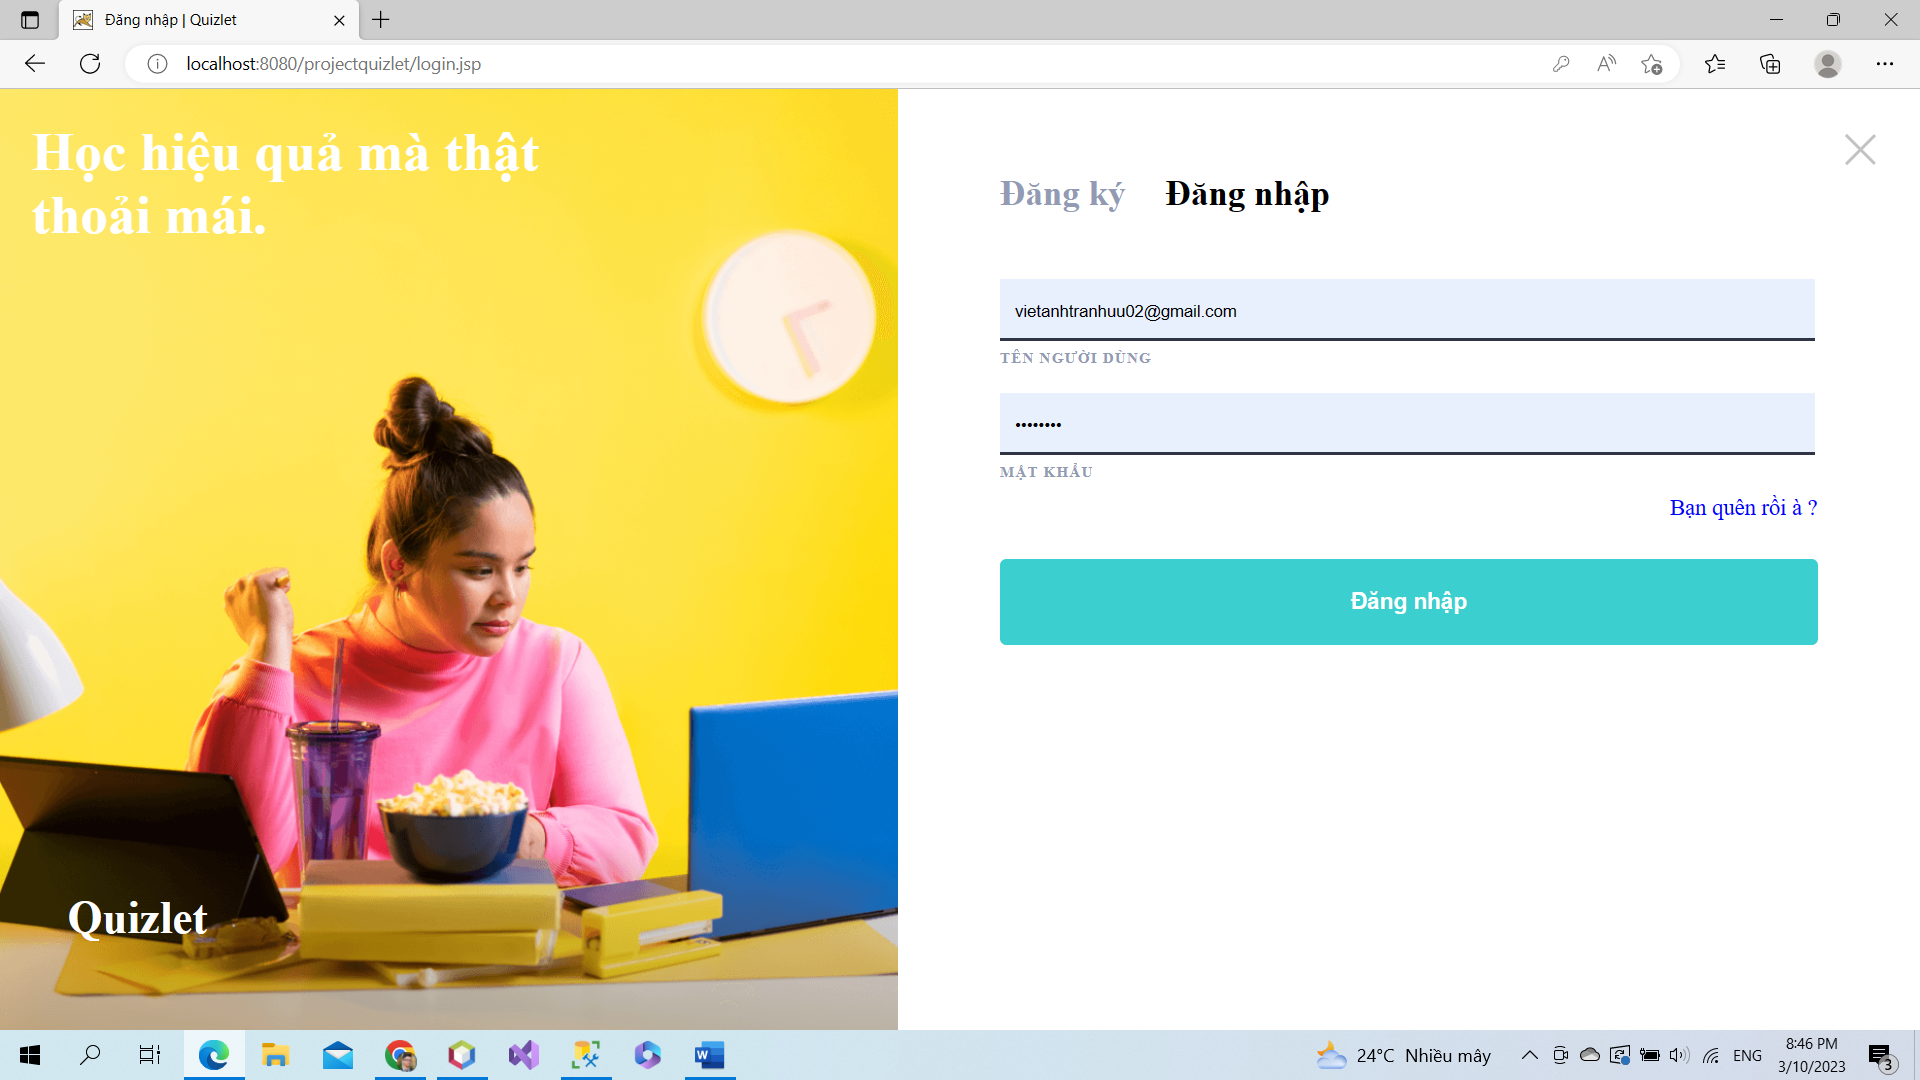 Đăng nhập | Quizlet
localhost:8080/projectquizlet/login.jsp
Học hiệu quả mà thật
thoải mái.
Quizlet
Đăng ký Đăng nhập
vietanhtranhuu02@gmail.com
TÊN NGƯỜI DÙNG
••••••••
MẬT KHẨU
Bạn quên rồi à ?
Đăng nhập
24°C Nhiều mây
ENG
8:46 PM
3/10/2023
3